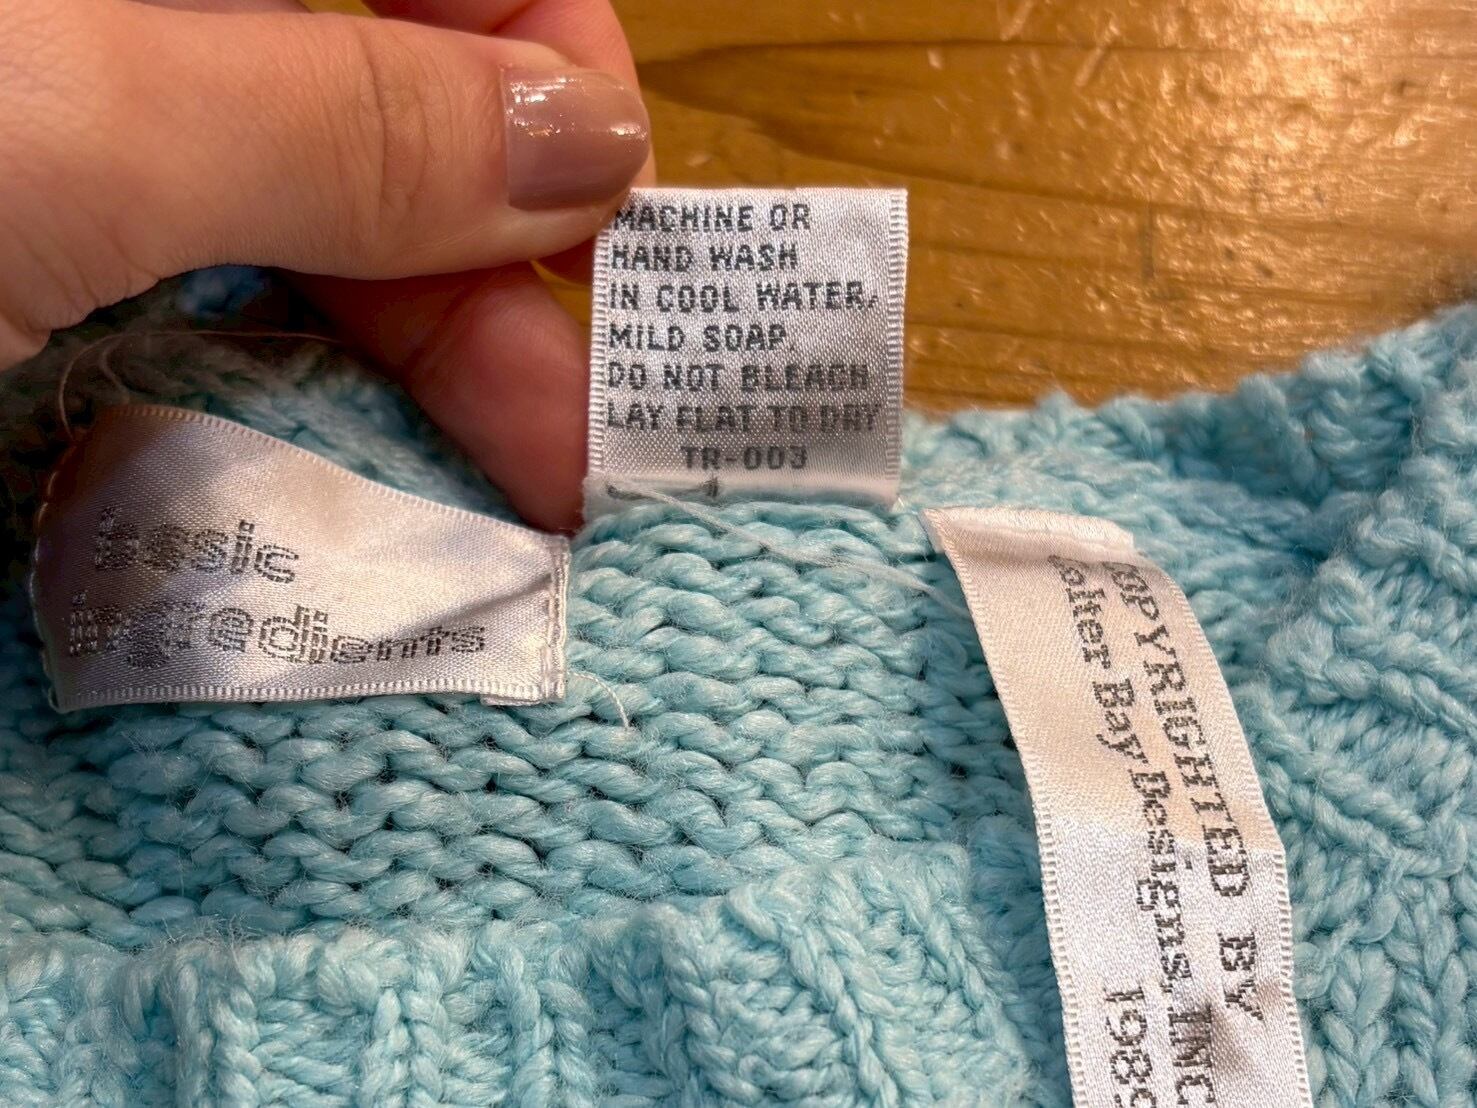 MACHINE OR
HAND WASH
IN COOL WATER,
MILD SOAP.
DO NOT BLEACH
LAY FLAT TO DRY
TR-003
basic
ingredients
COPYRIGHTED BY
Bay Designs, INC